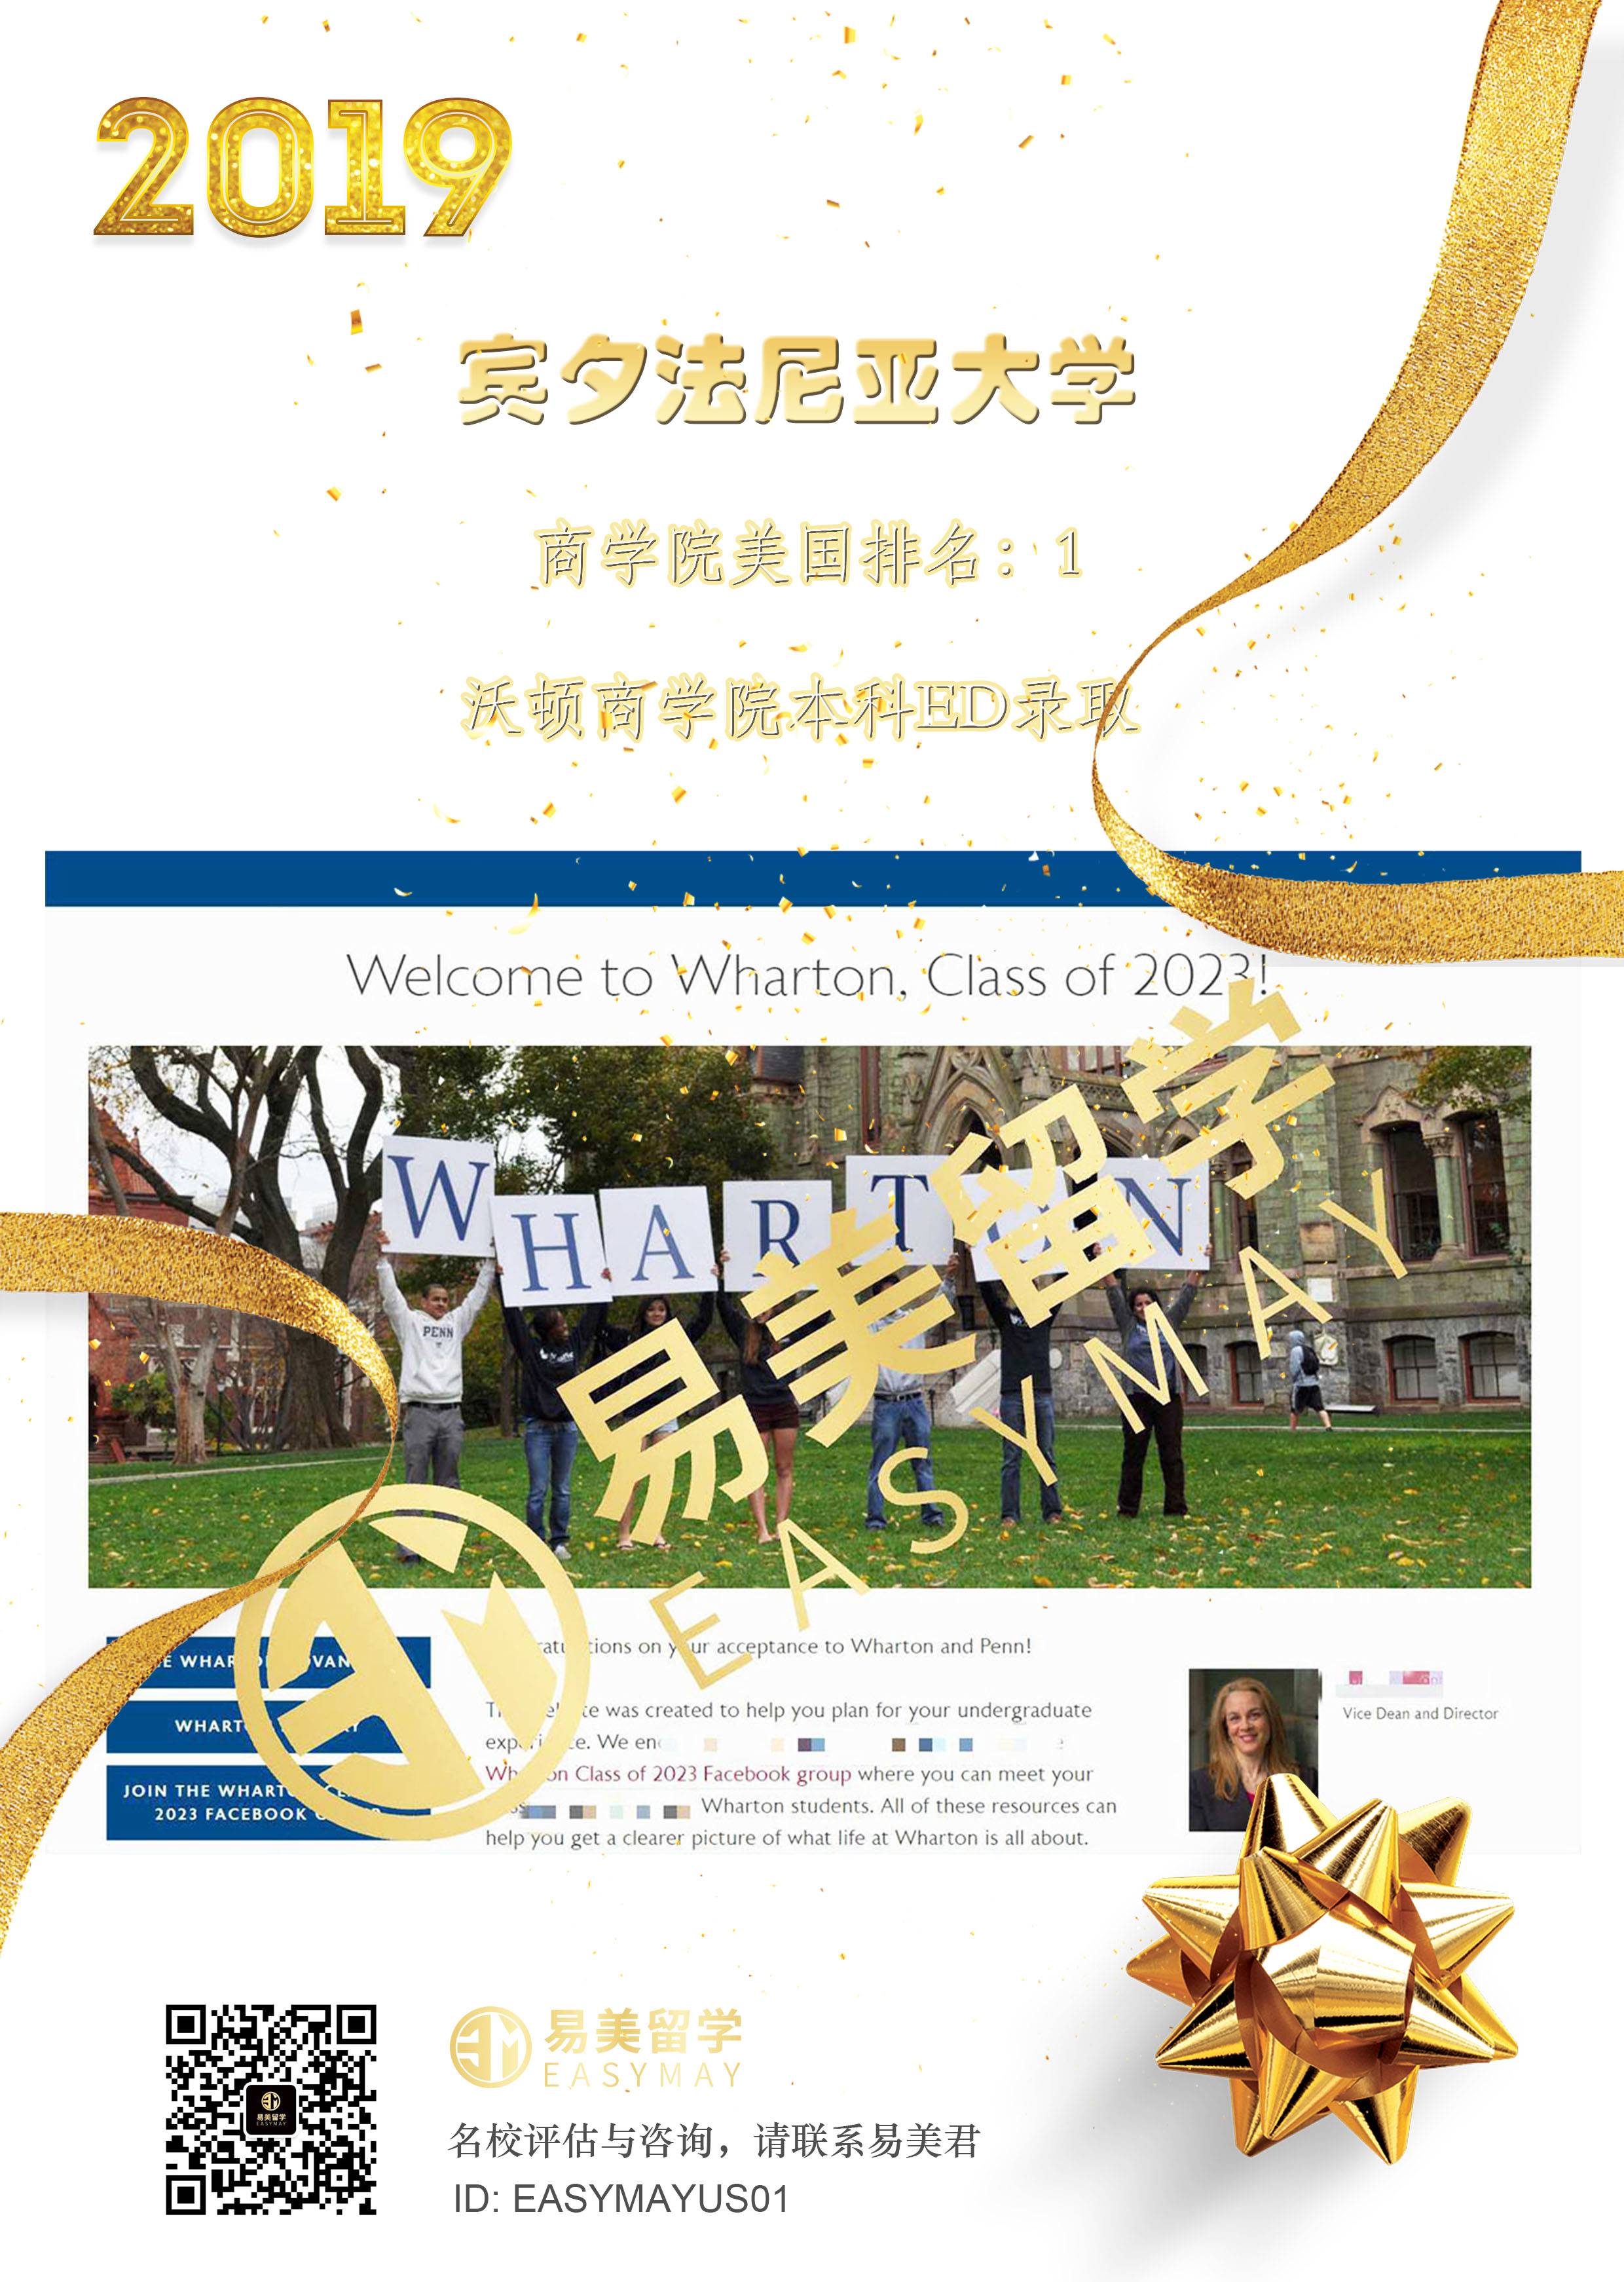 2019
宾夕法尼亚大学
商学院美国排名：1
沃顿商学院本科ED录取
Welcome to Wharton, Class of 2023!
WHARTON
PENN
易美留学
EASYMAY
on your acceptance to Wharton and Penn!
was created to help you plan for your undergraduate
We
Class of 2023 Facebook group where you can meet your
Wharton students. All of these resources can
help you get a clearer picture of what life at Wharton is all about.
JOIN THE
2023 FACEBOOK
Vice Dean and Director
易美留学
EASYMAY
易美留学
EASYMAY
名校评估与咨询，请联系易美君
ID: EASYMAYUS01